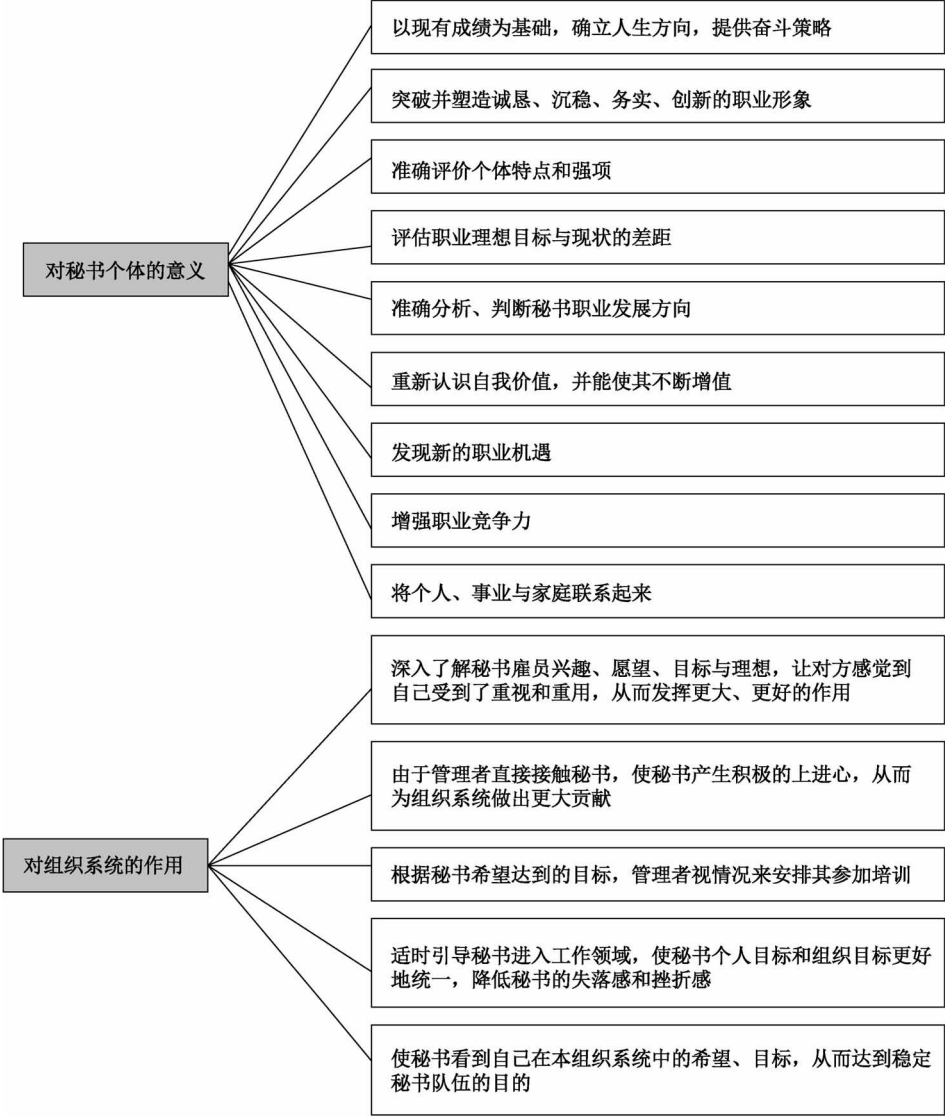 对秘书个体的意义
以现有成绩为基础，确立人生方向，提供奋斗策略
突破并塑造诚恳、沉稳、务实、创新的职业形象
准确评价个体特点和强项
评估职业理想目标与现状的差距
准确分析、判断秘书职业发展方向
重新认识自我价值，并能使其不断增值
发现新的职业机遇
增强职业竞争力
将个人、事业与家庭联系起来
对组织系统的作用
深入了解秘书雇员兴趣、愿望、目标与理想，让对方感觉到
自己受到了重视和重用，从而发挥更大、更好的作用
由于管理者直接接触秘书，使秘书产生积极的上进心，从而
为组织系统做出更大贡献
根据秘书希望达到的目标，管理者视情况来安排其参加培训
适时引导秘书进入工作领域，使秘书个人目标和组织目标更好
地统一，降低秘书的失落感和挫折感
使秘书看到自己在本组织系统中的希望、目标，从而达到稳定
秘书队伍的目的